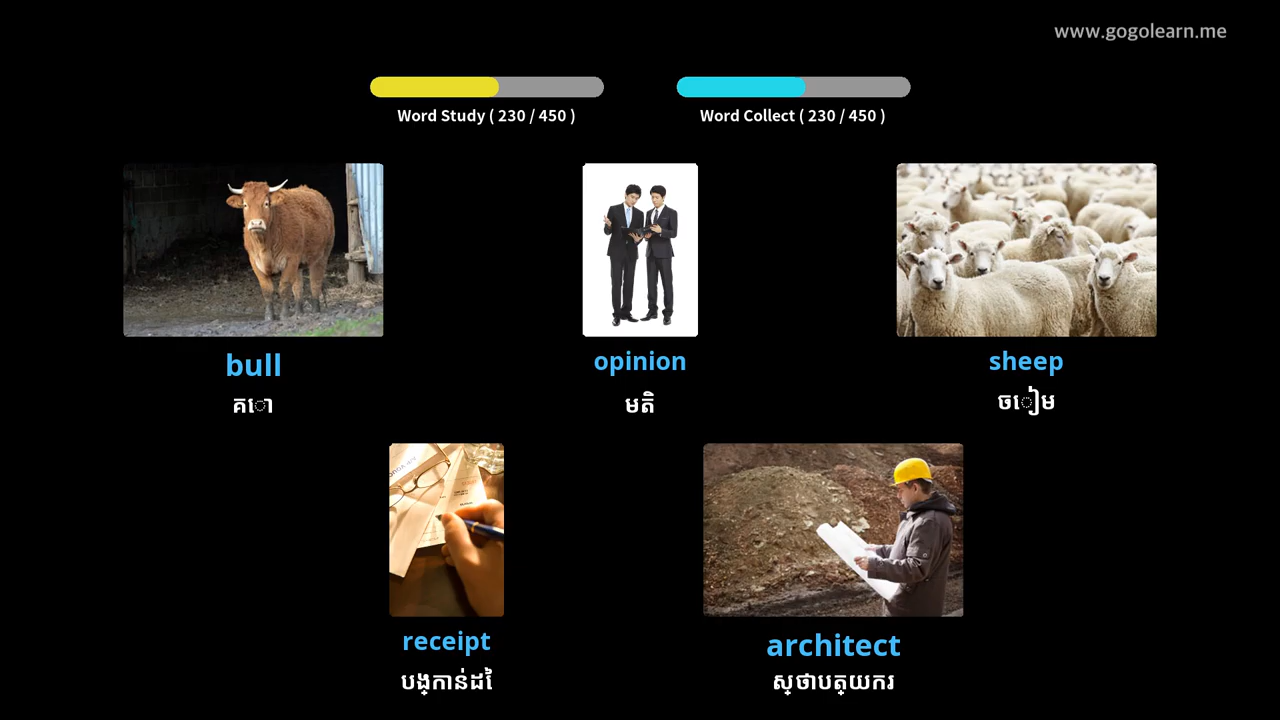 www.gogolearn.me
Word Study ( 230 / 450 )
Word Collect ( 230 / 450 )
bull
គោ
opinion
មតិ
sheep
ចៀម
receipt
បង្កាន់ដៃ
architect
ស្ថាបត្យករ